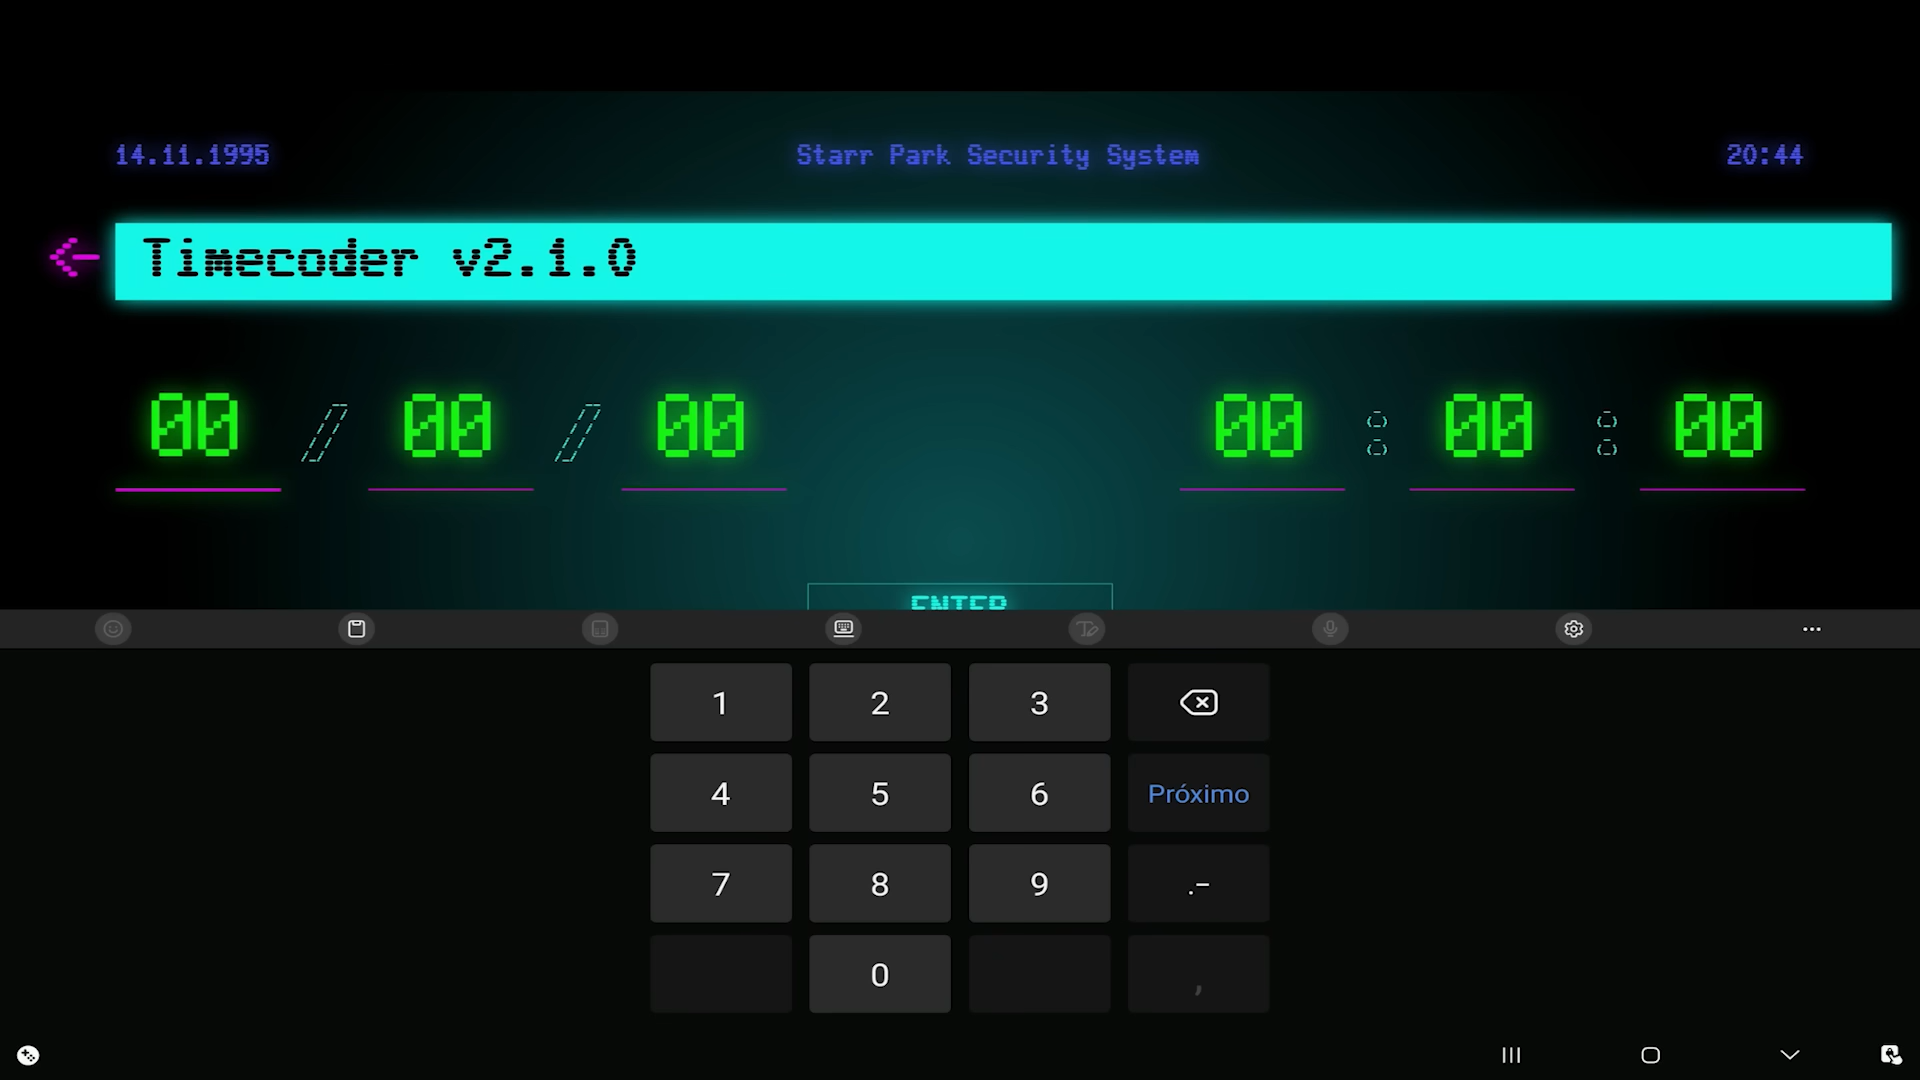 14.11.1995 Starr Park Security System 20:44
Timecoder v2.1.0
00 // 00 // 00 00 : 00 : 00
ENTER
1 2 3
4 5 6 Próximo
7 8 9 .-
0 ,